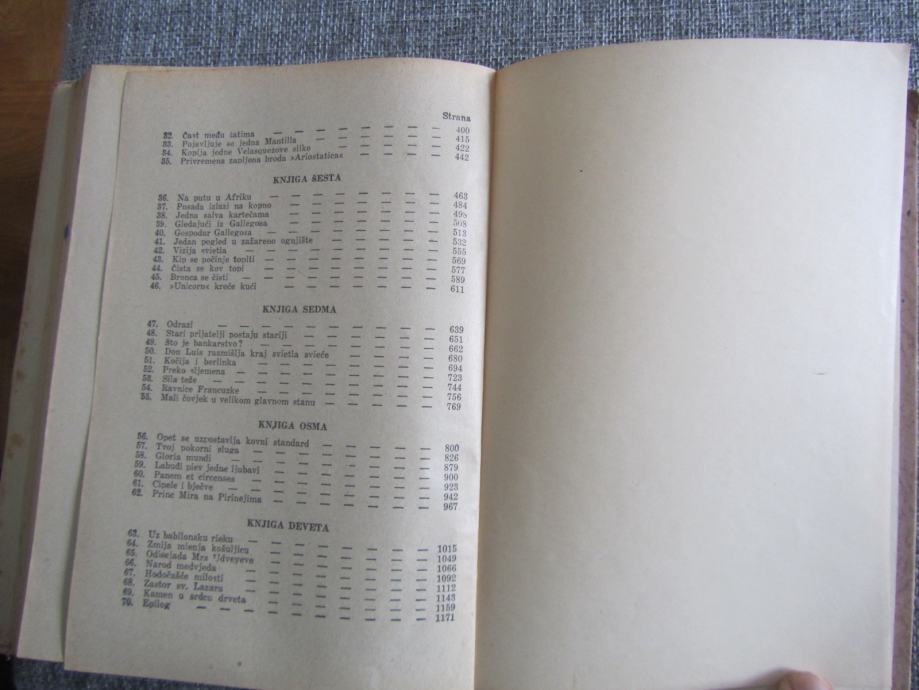 Strana
32. Čast među tatima — — — — — — — 400
33. Pojavljuje se jedna Mantilla — — — — — — 415
34. Kopija jedne Velasquezove slike — — — — — 422
35. Privremena zapljena broda »Ariostatica« — — — — 442
KNJIGA ŠESTA
36. Na putu u Afriku — — — — — — — — 463
37. Posada izlazi na kopno — — — — — — — 484
38. Jedna salva kartečama — — — — — — — 498
39. Gledajući iz Gallegosa — — — — — — — 508
40. Gospodar Gallegosa — — — — — — — 513
41. Jedan pogled u zažareno ognjište — — — — — 532
42. Vizija svietla — — — — — — — — 555
43. Kip se počinje topiti — — — — — — — 569
44. Čista se kov topi — — — — — — — 577
45. Bronca se čisti — — — — — — — — 589
46. »Unicorn« kreće kući — — — — — — — 611
KNJIGA SEDMA
47. Odrazi — — — — — — — — — 639
48. Stari prijatelji postaju stariji — — — — — 651
49. Što je bankarstvo? — — — — — — — 662
50. Don Luis razmišlja kraj svietla svieće — — — — 680
51. Kočija i berlinka — — — — — — — 694
52. Preko sljemena — — — — — — — — 723
53. Sila teže — — — — — — — — 744
54. Ravnice Francuzke — — — — — — — 756
55. Mali čovjek u velikom glavnom stanu — — — — — 769
KNJIGA OSMA
56. Opet se uzpostavlja kovni standard — — — — — 800
57. Tvoj pokorni sluga — — — — — — — 826
58. Gloria mundi — — — — — — — — 879
59. Labuđi pjev jedne ljubavi — — — — — — 900
60. Panem et circenses — — — — — — — 923
61. Cipele i bječve — — — — — — — 942
62. Princ Mira na Pirinejima — — — — — — 967
KNJIGA DEVETA
63. Uz babilonsku rieku — — — — — — — 1015
64. Zmija mienja košuljicu — — — — — — 1049
65. Odisejada Mrs — — — — — — 1066
66. Narod medvjeda — — — — — — — 1092
67. Hodočašće milosti — — — — — — — 1112
68. Zastor sv. Lazara — — — — — — — 1143
69. Kamen u srdcu drveta — — — — — — 1159
70. Epilog — — — — — — — — 1171